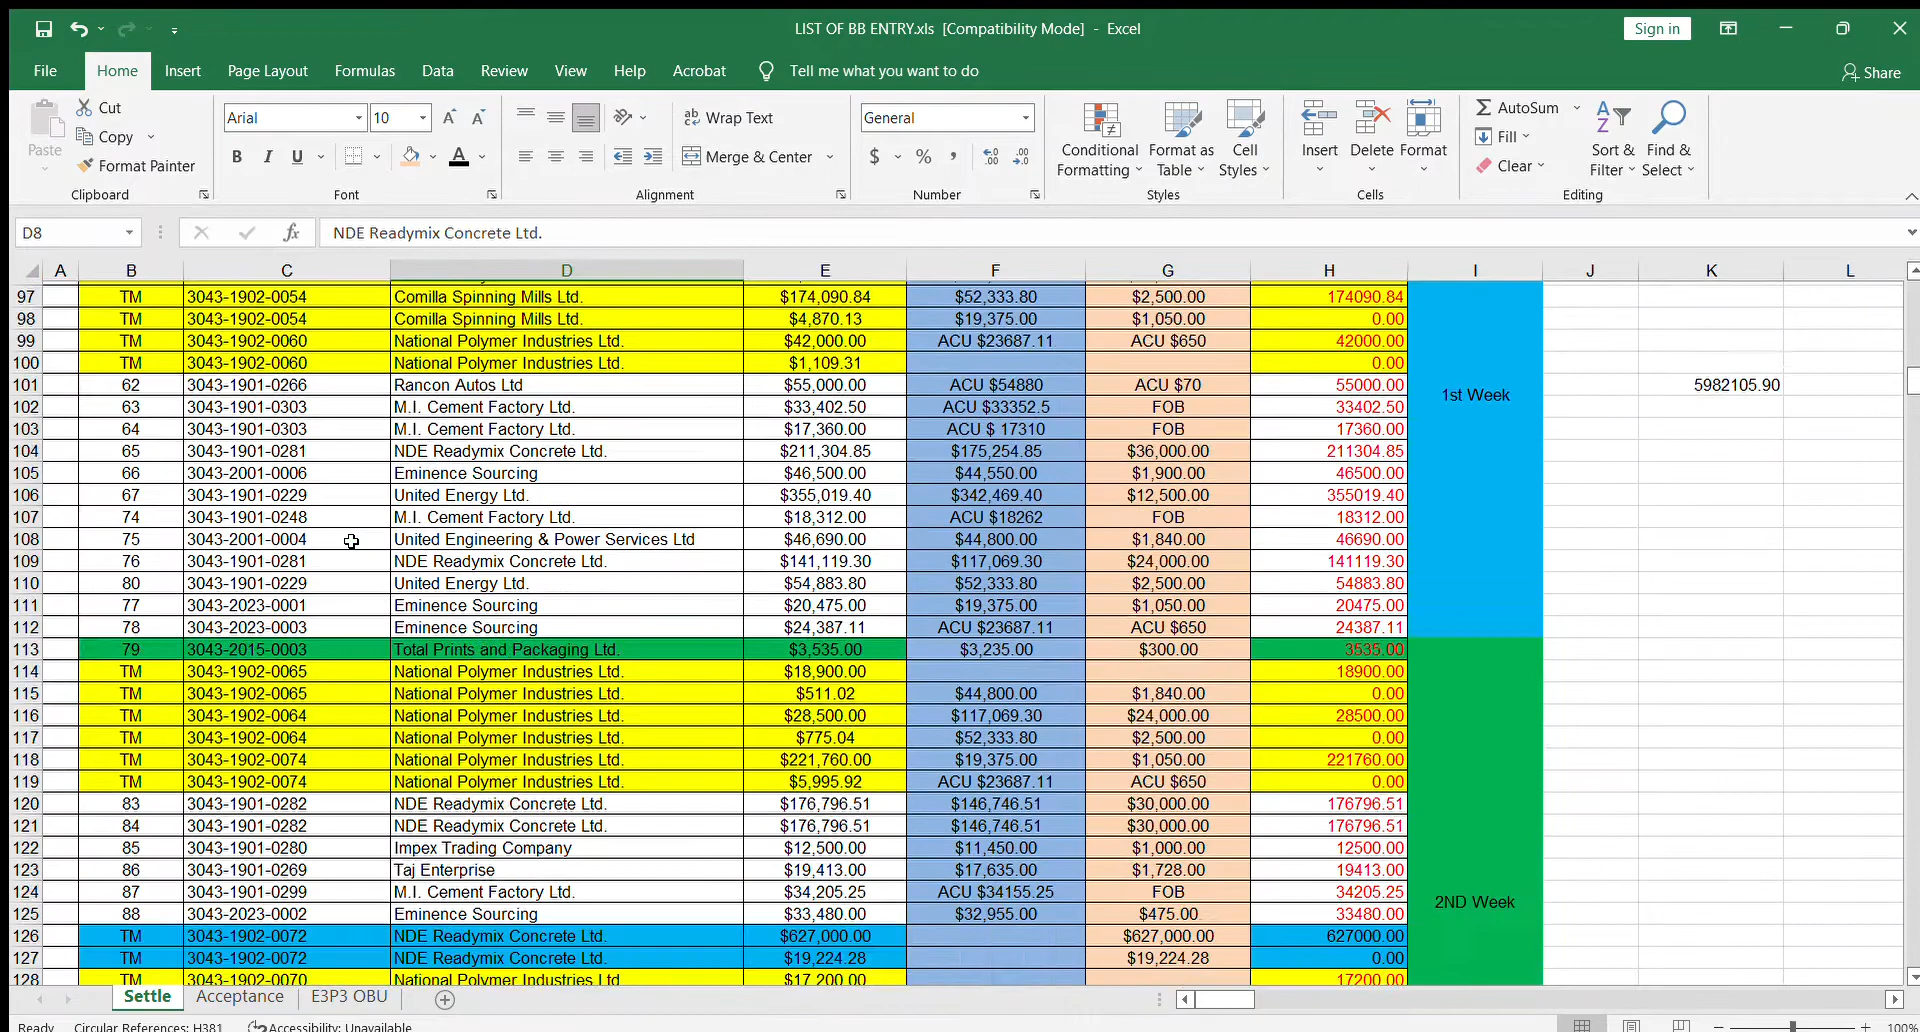 LIST OF BB ENTRY.xls [Compatibility Mode] - Excel
Sign in
File Home Insert Page Layout Formulas Data Review View Help Acrobat Tell me what you want to do Share
Paste
Cut
Copy
Format Painter
Arial 10
B I U
Wrap Text
Merge & Center
General
$ % ,
Conditional Formatting
Format as Table
Cell Styles
Insert Delete Format
AutoSum
Fill
Clear
Sort & Filter
Find & Select
Clipboard Font Alignment Number Styles Cells Editing
D8 fx NDE Readymix Concrete Ltd.
A B C D E F G H I J K L
97 TM 3043-1902-0054 Comilla Spinning Mills Ltd. $174,090.84 $52,333.80 $2,500.00 174090.84
98 TM 3043-1902-0054 Comilla Spinning Mills Ltd. $4,870.13 $19,375.00 $1,050.00 0.00
99 TM 3043-1902-0060 National Polymer Industries Ltd. $42,000.00 ACU $23687.11 ACU $650 42000.00
100 TM 3043-1902-0060 National Polymer Industries Ltd. $1,109.31 0.00
101 62 3043-1901-0266 Rancon Autos Ltd $55,000.00 ACU $54880 ACU $70 55000.00 1st Week 5982105.90
102 63 3043-1901-0303 M.I. Cement Factory Ltd. $33,402.50 ACU $33352.5 FOB 33402.50
103 64 3043-1901-0303 M.I. Cement Factory Ltd. $17,360.00 ACU $ 17310 FOB 17360.00
104 65 3043-1901-0281 NDE Readymix Concrete Ltd. $211,304.85 $175,254.85 $36,000.00 211304.85
105 66 3043-2001-0006 Eminence Sourcing $46,500.00 $44,550.00 $1,900.00 46500.00
106 67 3043-1901-0229 United Energy Ltd. $355,019.40 $342,469.40 $12,500.00 355019.40
107 74 3043-1901-0248 M.I. Cement Factory Ltd. $18,312.00 ACU $18262 FOB 18312.00
108 75 3043-2001-0004 United Engineering & Power Services Ltd $46,690.00 $44,800.00 $1,840.00 46690.00
109 76 3043-1901-0281 NDE Readymix Concrete Ltd. $141,119.30 $117,069.30 $24,000.00 141119.30
110 80 3043-1901-0229 United Energy Ltd. $54,883.80 $52,333.80 $2,500.00 54883.80
111 77 3043-2023-0001 Eminence Sourcing $20,475.00 $19,375.00 $1,050.00 20475.00
112 78 3043-2023-0003 Eminence Sourcing $24,387.11 ACU $23687.11 ACU $650 24387.11
113 79 3043-2015-0003 Total Prints and Packaging Ltd. $3,535.00 $3,235.00 $300.00 3535.00
114 TM 3043-1902-0065 National Polymer Industries Ltd. $18,900.00 18900.00
115 TM 3043-1902-0065 National Polymer Industries Ltd. $511.02 $44,800.00 $1,840.00 0.00
116 TM 3043-1902-0064 National Polymer Industries Ltd. $28,500.00 $117,069.30 $24,000.00 28500.00
117 TM 3043-1902-0064 National Polymer Industries Ltd. $775.04 $52,333.80 $2,500.00 0.00
118 TM 3043-1902-0074 National Polymer Industries Ltd. $221,760.00 $19,375.00 $1,050.00 221760.00
119 TM 3043-1902-0074 National Polymer Industries Ltd. $5,995.92 ACU $23687.11 ACU $650 0.00
120 83 3043-1901-0282 NDE Readymix Concrete Ltd. $176,796.51 $146,746.51 $30,000.00 176796.51
121 84 3043-1901-0282 NDE Readymix Concrete Ltd. $176,796.51 $146,746.51 $30,000.00 176796.51
122 85 3043-1901-0280 Impex Trading Company $12,500.00 $11,450.00 $1,000.00 12500.00
123 86 3043-1901-0269 Taj Enterprise $19,413.00 $17,635.00 $1,728.00 19413.00
124 87 3043-1901-0299 M.I. Cement Factory Ltd. $34,205.25 ACU $34155.25 FOB 34205.25
125 88 3043-2023-0002 Eminence Sourcing $33,480.00 $32,955.00 $475.00 33480.00 2ND Week
126 TM 3043-1902-0072 NDE Readymix Concrete Ltd. $627,000.00 $627,000.00 627000.00
127 TM 3043-1902-0072 NDE Readymix Concrete Ltd. $19,224.28 $19,224.28 0.00
128 TM 3043-1902-0070 National Polymer Industries Ltd $17,200.00 17200.00
Settle Acceptance E3P3 OBU
Ready Circular References: H381 Accessibility: Unavailable 100%